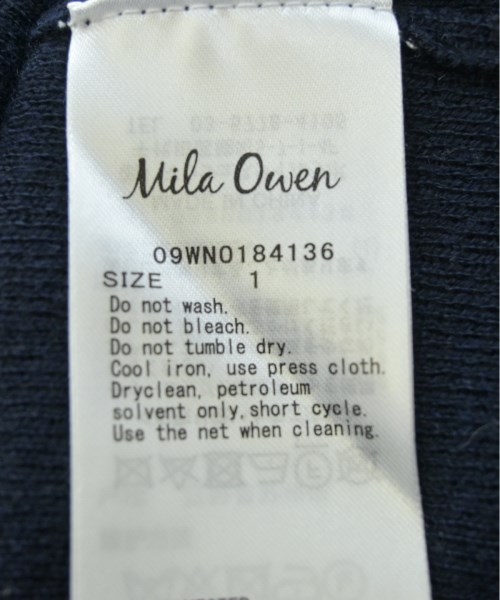 Mila Owen
09WNO184136
SIZE 1
Do not wash.
Do not bleach.
Do not tumble dry.
Cool iron, use press cloth.
Dryclean, petroleum
solvent only, short cycle.
Use the net when cleaning.